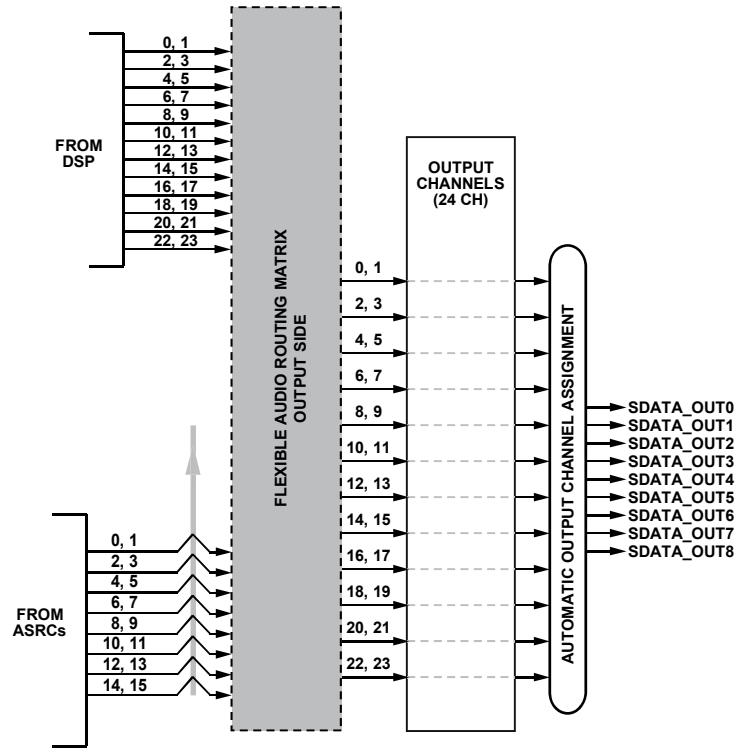 FROM
DSP
0, 1
2, 3
4, 5
6, 7
8, 9
10, 11
12, 13
14, 15
16, 17
18, 19
20, 21
22, 23
FROM
ASRCs
0, 1
2, 3
4, 5
6, 7
8, 9
10, 11
12, 13
14, 15
FLEXIBLE AUDIO ROUTING MATRIX
OUTPUT SIDE
0, 1
2, 3
4, 5
6, 7
8, 9
10, 11
12, 13
14, 15
16, 17
18, 19
20, 21
22, 23
OUTPUT
CHANNELS
(24 CH)
AUTOMATIC OUTPUT CHANNEL ASSIGNMENT
SDATA_OUT0
SDATA_OUT1
SDATA_OUT2
SDATA_OUT3
SDATA_OUT4
SDATA_OUT5
SDATA_OUT6
SDATA_OUT7
SDATA_OUT8